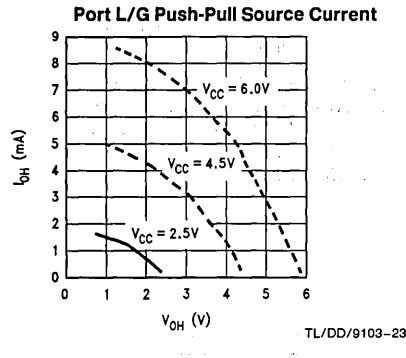 Port L/G Push-Pull Source Current
9
8
7
6
5
4
3
2
1
0
I_OH (mA)
V_CC = 6.0V
V_CC = 4.5V
V_CC = 2.5V
0 1 2 3 4 5 6
V_OH (V)
TL/DD/9103-23